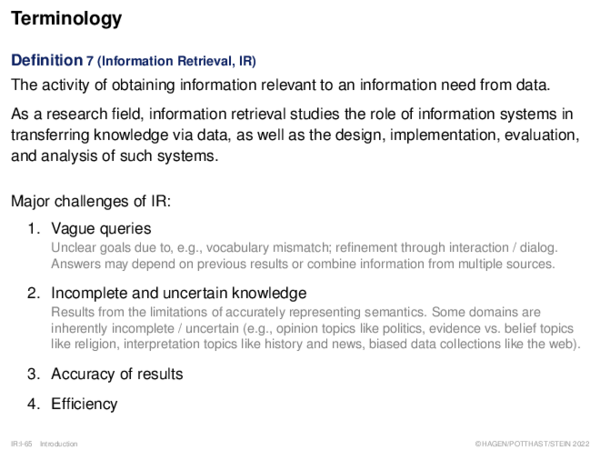 Terminology
Definition 7 (Information Retrieval, IR)
The activity of obtaining information relevant to an information need from data.
As a research field, information retrieval studies the role of information systems in
transferring knowledge via data, as well as the design, implementation, evaluation,
and analysis of such systems.
Major challenges of IR:
1. Vague queries
Unclear goals due to, e.g., vocabulary mismatch; refinement through interaction / dialog.
Answers may depend on previous results or combine information from multiple sources.
2. Incomplete and uncertain knowledge
Results from the limitations of accurately representing semantics. Some domains are
inherently incomplete / uncertain (e.g., opinion topics like politics, evidence vs. belief topics
like religion, interpretation topics like history and news, biased data collections like the web).
3. Accuracy of results
4. Efficiency
IR:I-65 Introduction
© HAGEN/POTTHAST/STEIN 2022